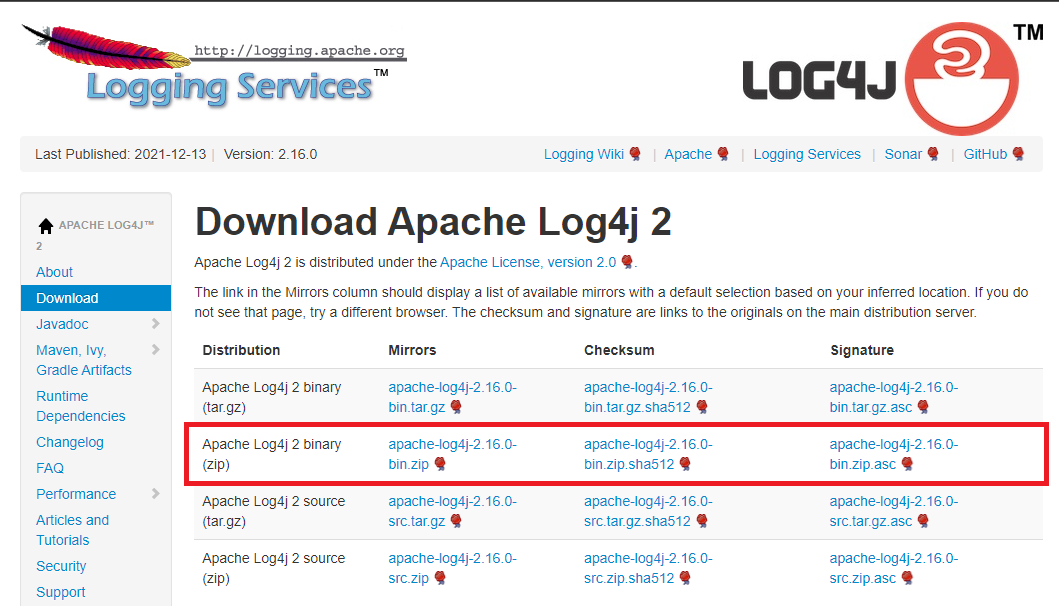 http://logging.apache.org
Logging Services™
LOG4J
TM
Last Published: 2021-12-13 | Version: 2.16.0
Logging Wiki | Apache | Logging Services | Sonar | GitHub
APACHE LOG4J™
2
About
Download
Javadoc
Maven, Ivy,
Gradle Artifacts
Runtime
Dependencies
Changelog
FAQ
Performance
Articles and
Tutorials
Security
Support
Download Apache Log4j 2
Apache Log4j 2 is distributed under the Apache License, version 2.0 .
The link in the Mirrors column should display a list of available mirrors with a default selection based on your inferred location. If you do
not see that page, try a different browser. The checksum and signature are links to the originals on the main distribution server.
Distribution Mirrors Checksum Signature
Apache Log4j 2 binary apache-log4j-2.16.0- apache-log4j-2.16.0- apache-log4j-2.16.0-
(tar.gz) bin.tar.gz bin.tar.gz.sha512 bin.tar.gz.asc
Apache Log4j 2 binary apache-log4j-2.16.0- apache-log4j-2.16.0- apache-log4j-2.16.0-
(zip) bin.zip bin.zip.sha512 bin.zip.asc
Apache Log4j 2 source apache-log4j-2.16.0- apache-log4j-2.16.0- apache-log4j-2.16.0-
(tar.gz) src.tar.gz src.tar.gz.sha512 src.tar.gz.asc
Apache Log4j 2 source apache-log4j-2.16.0- apache-log4j-2.16.0- apache-log4j-2.16.0-
(zip) src.zip src.zip.sha512 src.zip.asc